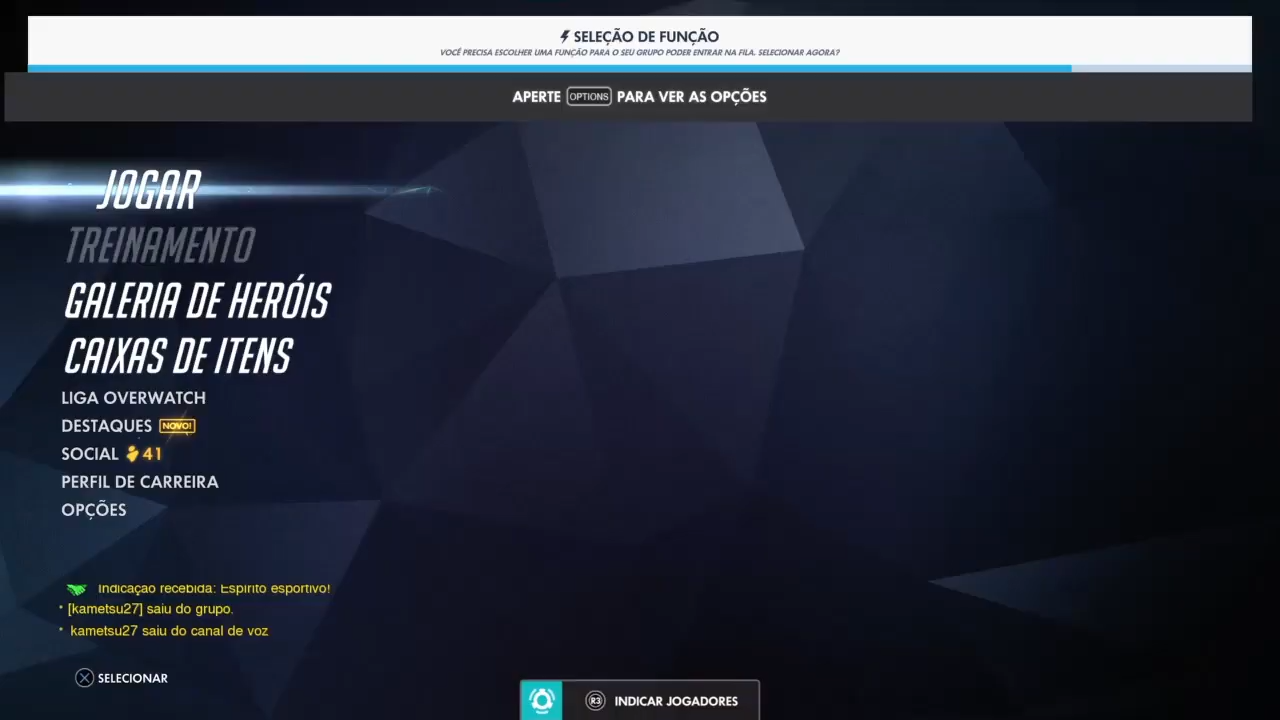 SELEÇÃO DE FUNÇÃO
VOCÊ PRECISA ESCOLHER UMA FUNÇÃO PARA O SEU GRUPO PODER ENTRAR NA FILA. SELECIONAR AGORA?
APERTE OPTIONS PARA VER AS OPÇÕES
JOGAR
TREINAMENTO
GALERIA DE HERÓIS
CAIXAS DE ITENS
LIGA OVERWATCH
DESTAQUES NOVO!
SOCIAL 41
PERFIL DE CARREIRA
OPÇÕES
Indicação recebida: Espírito esportivo!
* [kametsu27] saiu do grupo.
* kametsu27 saiu do canal de voz
SELECIONAR
R3 INDICAR JOGADORES